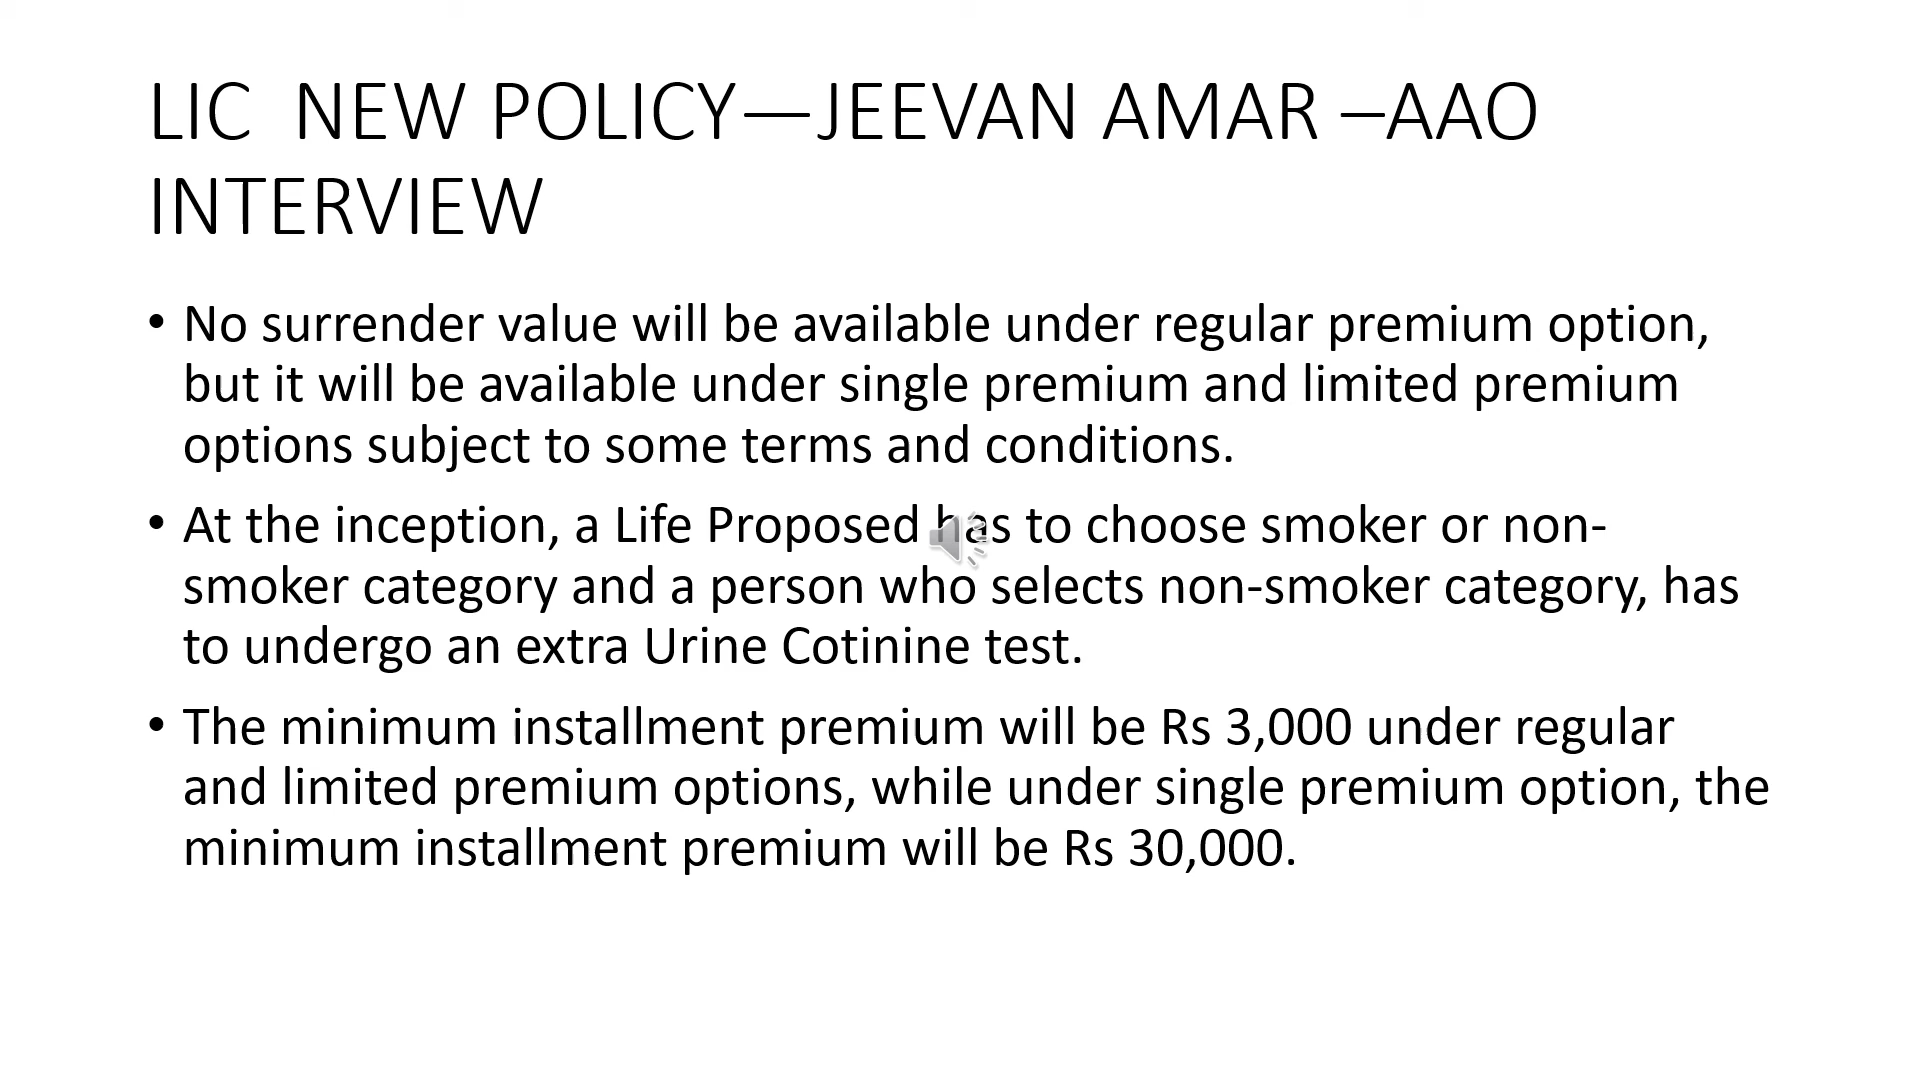 LIC NEW POLICY—JEEVAN AMAR –AAO
INTERVIEW
• No surrender value will be available under regular premium option,
but it will be available under single premium and limited premium
options subject to some terms and conditions.
• At the inception, a Life Proposed has to choose smoker or non-
smoker category and a person who selects non-smoker category, has
to undergo an extra Urine Cotinine test.
• The minimum installment premium will be Rs 3,000 under regular
and limited premium options, while under single premium option, the
minimum installment premium will be Rs 30,000.